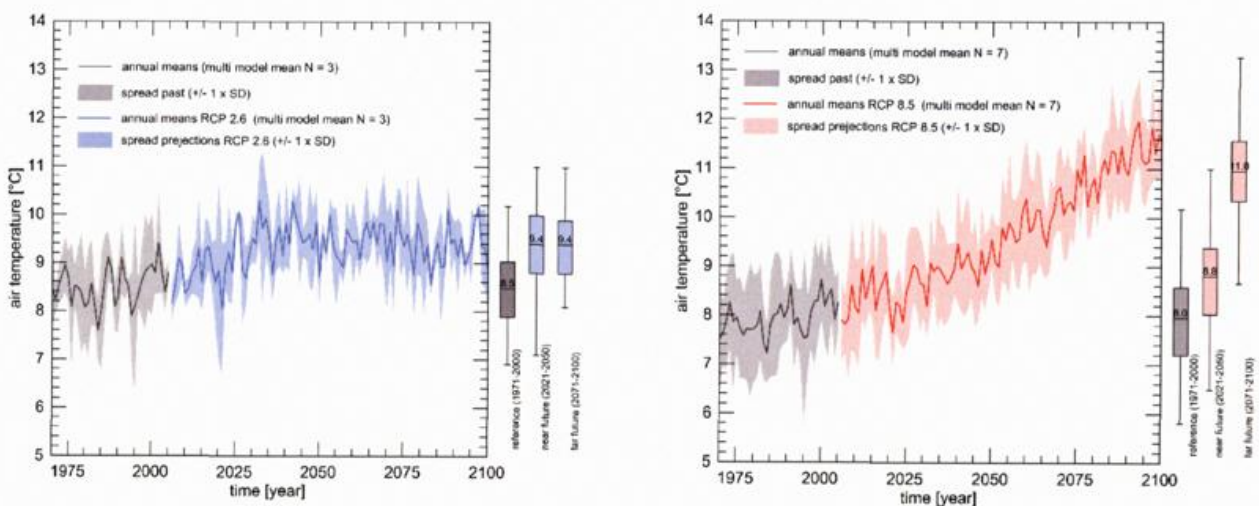 14
13
12
11
10
9
8
7
6
5
air temperature [°C]
1975
2000
2025
2050
2075
2100
time [year]
annual means (multi model mean N = 3)
spread past (+/- 1 x SD)
annual means RCP 2.6 (multi model mean N = 3)
spread prejections RCP 2.6 (+/- 1 x SD)
8.5
9.4
9.4
reference (1971-2000)
near future (2021-2050)
far future (2071-2100)
14
13
12
11
10
9
8
7
6
5
air temperature [°C]
1975
2000
2025
2050
2075
2100
time [year]
annual means (multi model mean N = 7)
spread past (+/- 1 x SD)
annual means RCP 8.5 (multi model mean N = 7)
spread prejections RCP 8.5 (+/- 1 x SD)
8.0
8.8
reference (1971-2000)
near future (2021-2050)
far future (2071-2100)